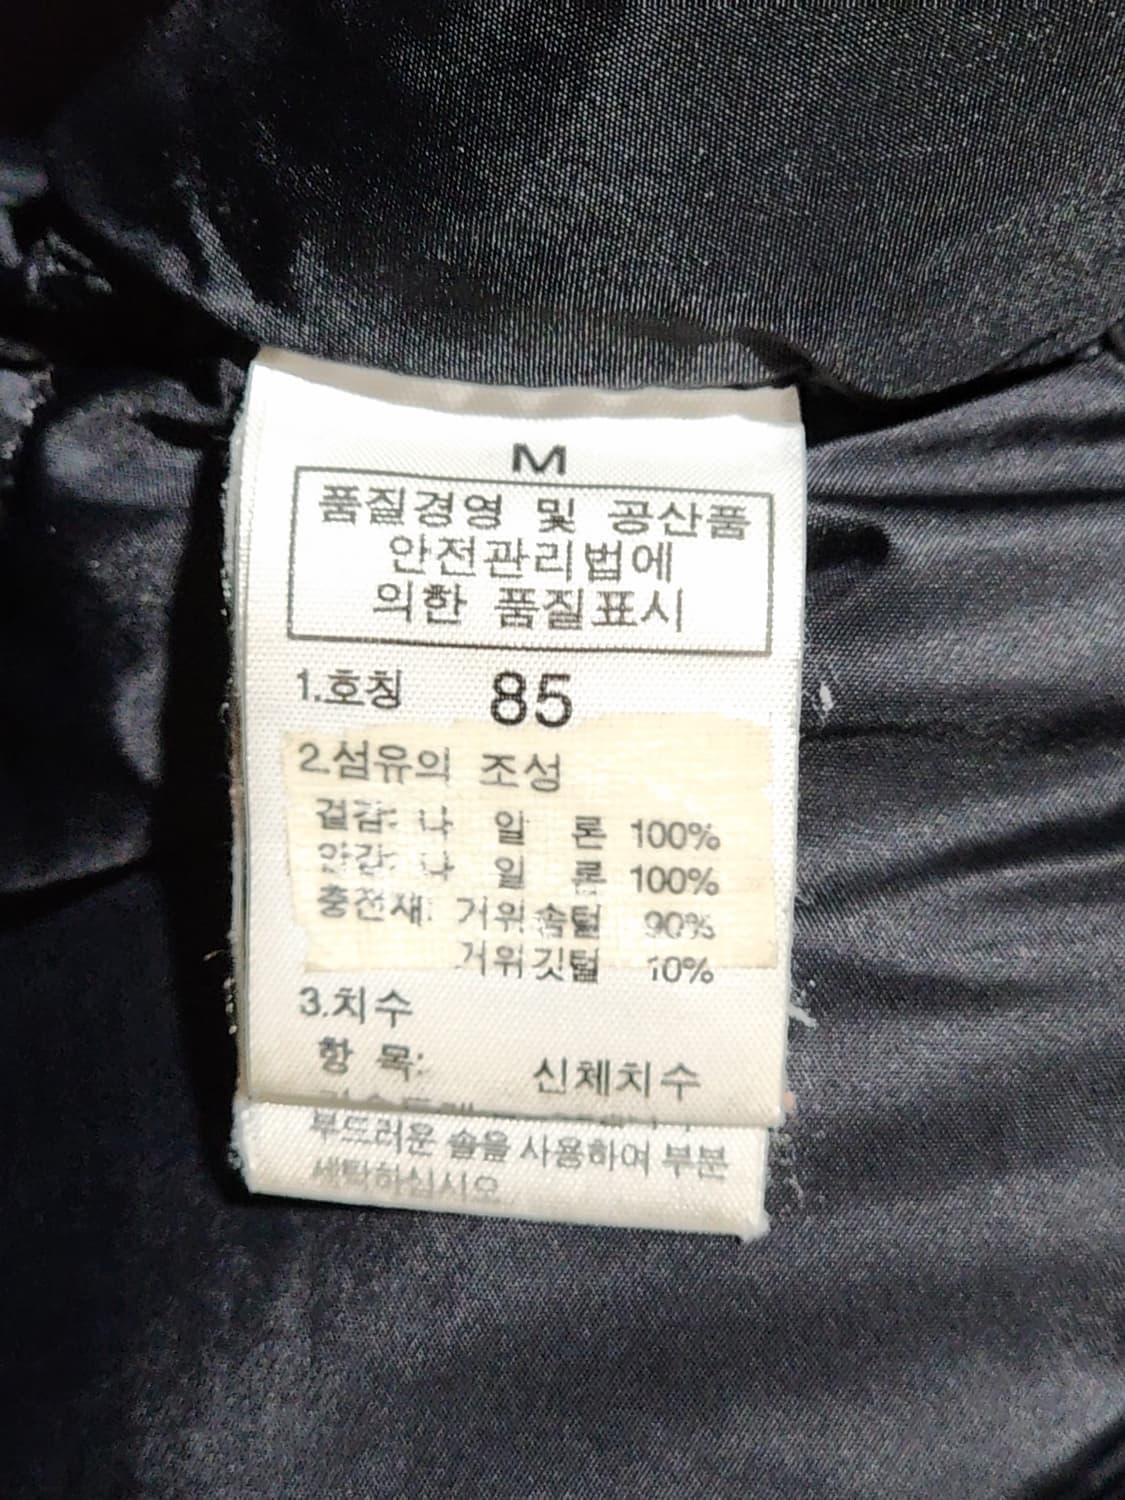 M
품질경영 및 공산품
안전관리법에
의한 품질표시
1.호칭 85
2.섬유의 조성
겉감: 나 일 론 100%
안감: 나 일 론 100%
충전재: 거위솜털 90%
거위깃털 10%
3.치수
항 목: 신체치수
부드러운 솔을 사용하여 부분
세탁하십시오